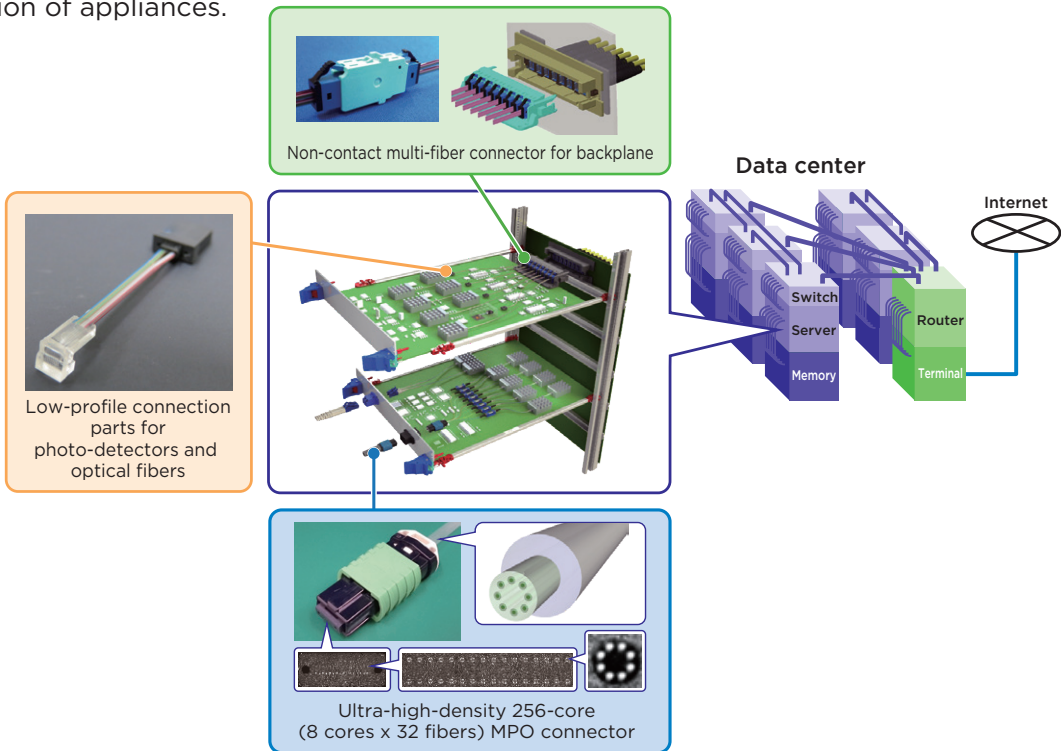 ion of appliances.
Non-contact multi-fiber connector for backplane
Data center
Internet
Switch
Server
Memory
Router
Terminal
Low-profile connection
parts for
photo-detectors and
optical fibers
Ultra-high-density 256-core
(8 cores x 32 fibers) MPO connector